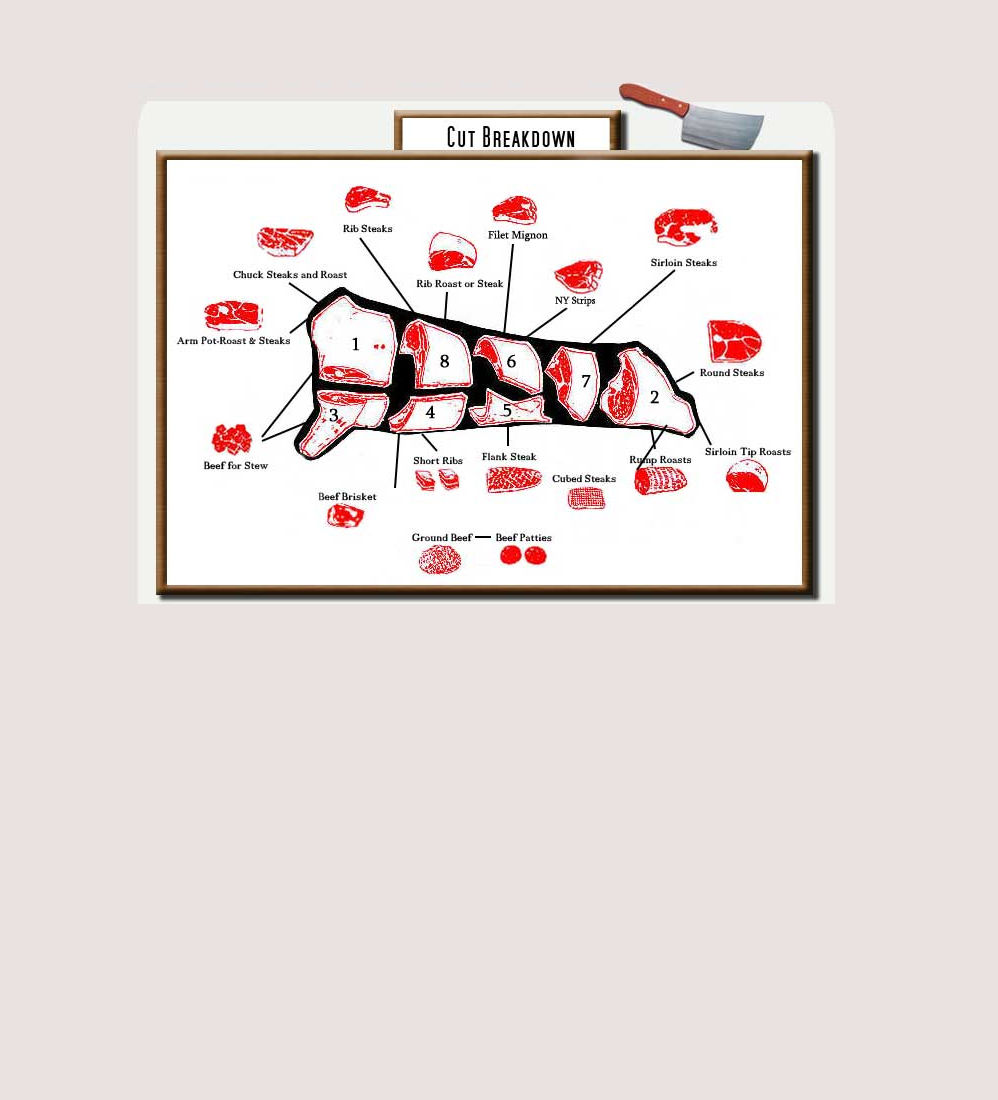 Cut Breakdown
Rib Steaks
Filet Mignon
Sirloin Steaks
Chuck Steaks and Roast
Rib Roast or Steak
NY Strips
Arm Pot-Roast & Steaks
Round Steaks
1
8
6
7
2
3
4
5
Beef for Stew
Short Ribs
Flank Steak
Rump Roasts
Sirloin Tip Roasts
Cubed Steaks
Beef Brisket
Ground Beef — Beef Patties